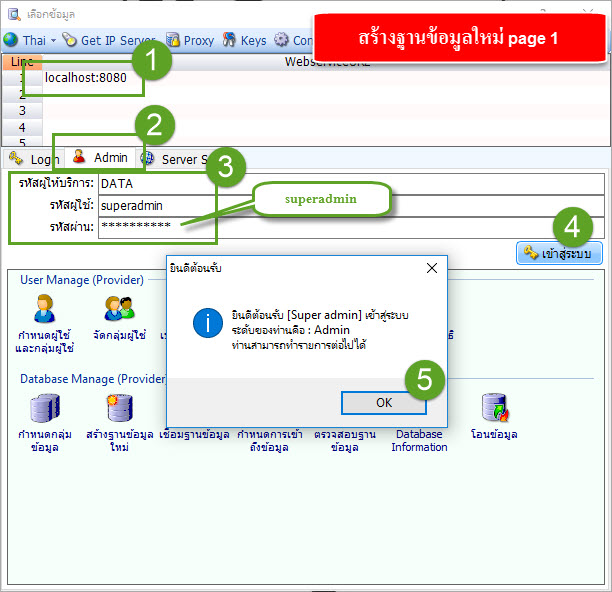 เลือกข้อมูล
สร้างฐานข้อมูลใหม่ page 1
Thai Get IP Server Proxy Keys Con
Line WebserviceURL
1 localhost:8080
2
3
4
5
1
2
Login Admin Server S
3
รหัสผู้ให้บริการ: DATA
รหัสผู้ใช้: superadmin
รหัสผ่าน: **********
superadmin
4
เข้าสู่ระบบ
User Manage (Provider)
กำหนดผู้ใช้
และกลุ่มผู้ใช้
จัดกลุ่มผู้ใช้
ยินดีต้อนรับ
ยินดีต้อนรับ [Super admin] เข้าสู่ระบบ
ระดับของท่านคือ : Admin
ท่านสามารถทำรายการต่อไปได้
5
OK
Database Manage (Provider)
กำหนดกลุ่ม
ข้อมูล
สร้างฐานข้อมูล
ใหม่
เชื่อมฐานข้อมูล
กำหนดการเข้า
ถึงข้อมูล
ตรวจสอบฐาน
ข้อมูล
Database
Information
โอนข้อมูล